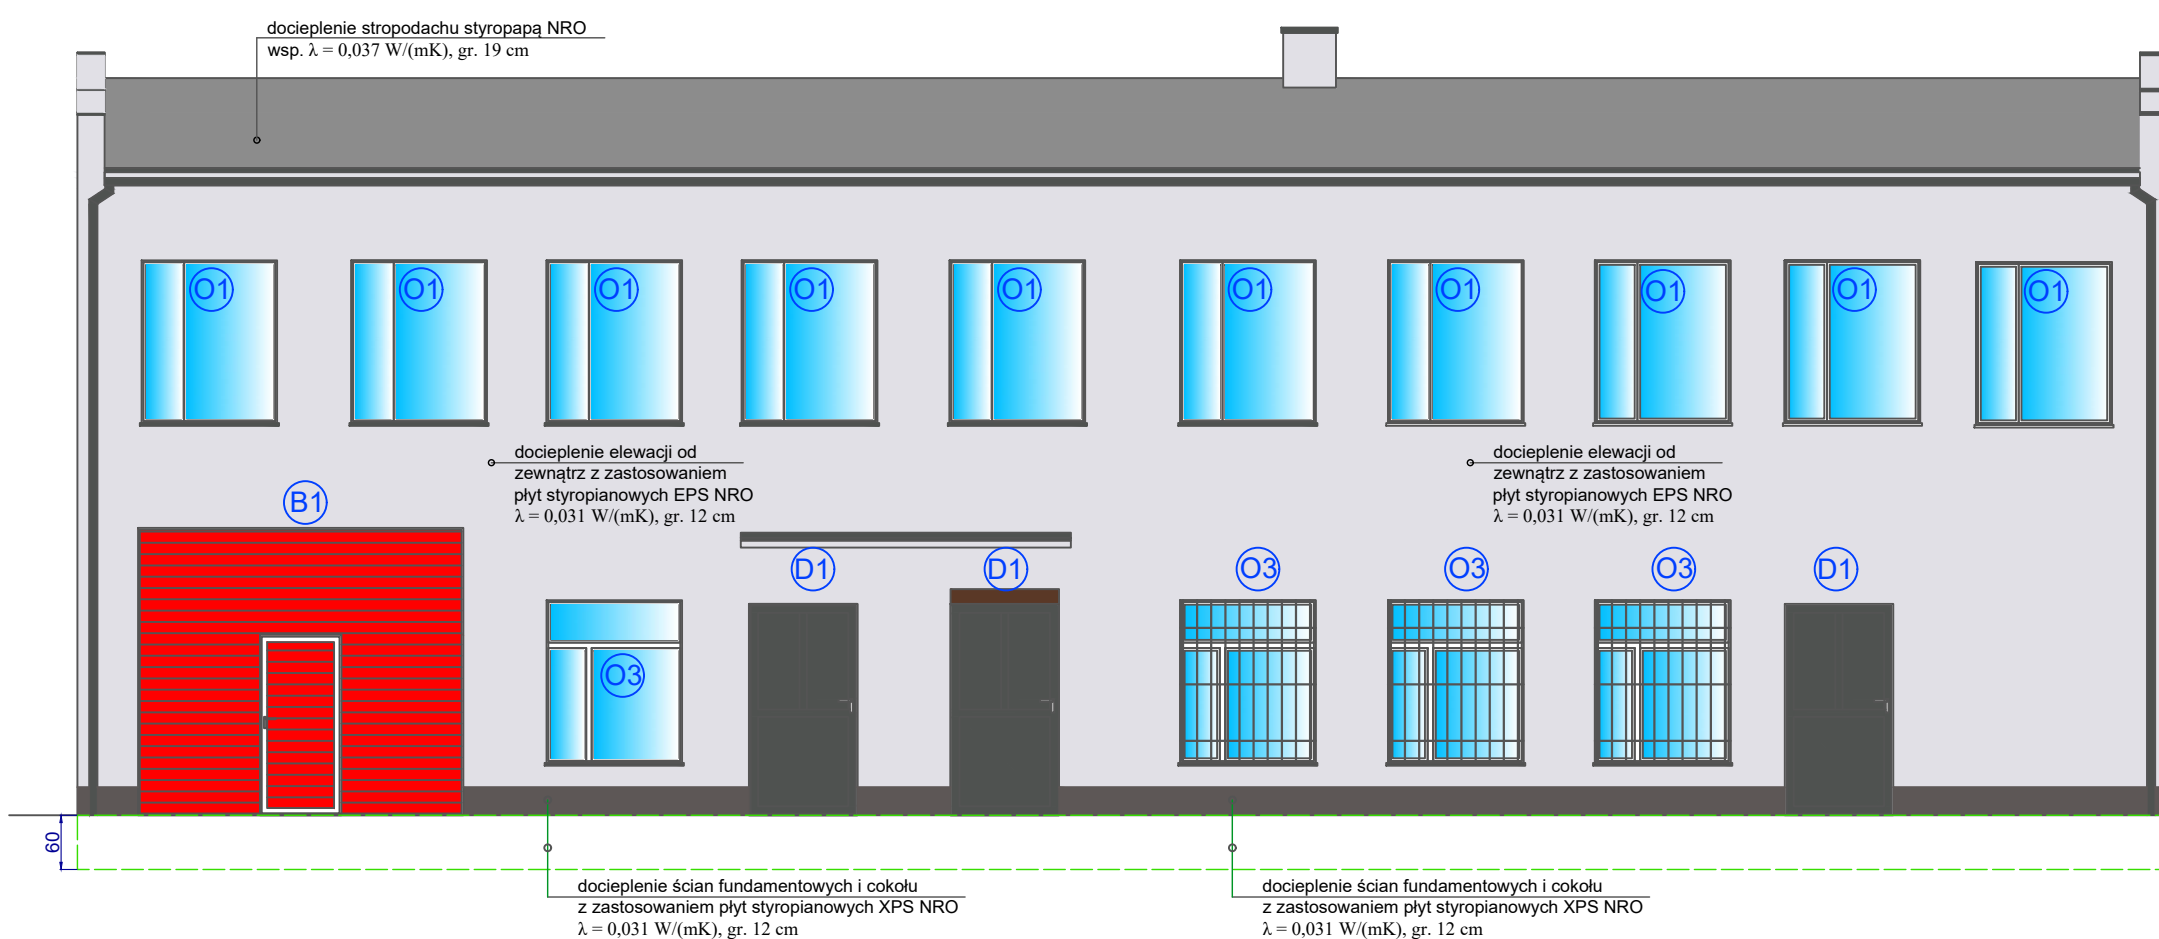 docieplenie stropodachu styropapą NRO
wsp. λ = 0,037 W/(mK), gr. 19 cm
O1 O1 O1 O1 O1 O1 O1 O1 O1 O1
docieplenie elewacji od
zewnątrz z zastosowaniem
płyt styropianowych EPS NRO
λ = 0,031 W/(mK), gr. 12 cm
docieplenie elewacji od
zewnątrz z zastosowaniem
płyt styropianowych EPS NRO
λ = 0,031 W/(mK), gr. 12 cm
B1
D1 D1 O3 O3 O3 D1
O3
60
docieplenie ścian fundamentowych i cokołu
z zastosowaniem płyt styropianowych XPS NRO
λ = 0,031 W/(mK), gr. 12 cm
docieplenie ścian fundamentowych i cokołu
z zastosowaniem płyt styropianowych XPS NRO
λ = 0,031 W/(mK), gr. 12 cm